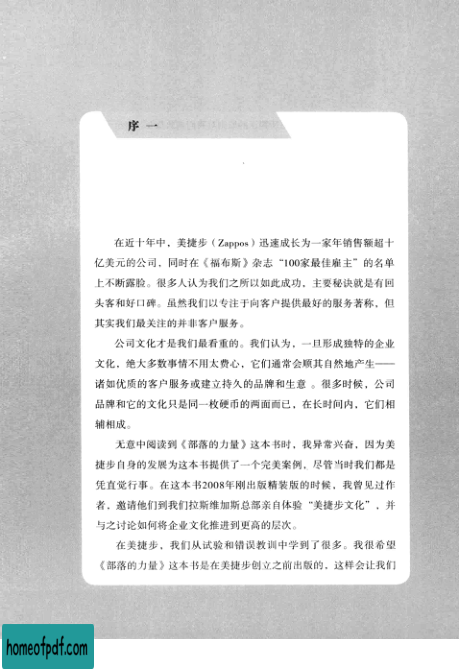 序 一
在近十年中，美捷步（Zappos）迅速成长为一家年销售额超十
亿美元的公司，同时在《福布斯》杂志“100家最佳雇主”的名单
上不断露脸。很多人认为我们之所以如此成功，主要秘诀就是有回
头客和好口碑。虽然我们以专注于向客户提供最好的服务著称，但
其实我们最关注的并非客户服务。
公司文化才是我们最看重的。我们认为，一旦形成独特的企业
文化，绝大多数事情不用太费心，它们通常会顺其自然地产生——
诸如优质的客户服务或建立持久的品牌和生意 。很多时候，公司
品牌和它的文化只是同一枚硬币的两面而已，在长时间内，它们相
辅相成。
无意中阅读到《部落的力量》这本书时，我异常兴奋，因为美
捷步自身的发展为这本书提供了一个完美案例，尽管当时我们都是
凭直觉行事。在这本书2008年刚出版精装版的时候，我曾见过作
者，邀请他们到我们拉斯维加斯总部亲自体验“美捷步文化”，并
与之讨论如何将企业文化推进到更高的层次。
在美捷步，我们从试验和错误教训中学到了很多。我很希望
《部落的力量》这本书是在美捷步创立之前出版的，这样会让我们
homeofpdf.com